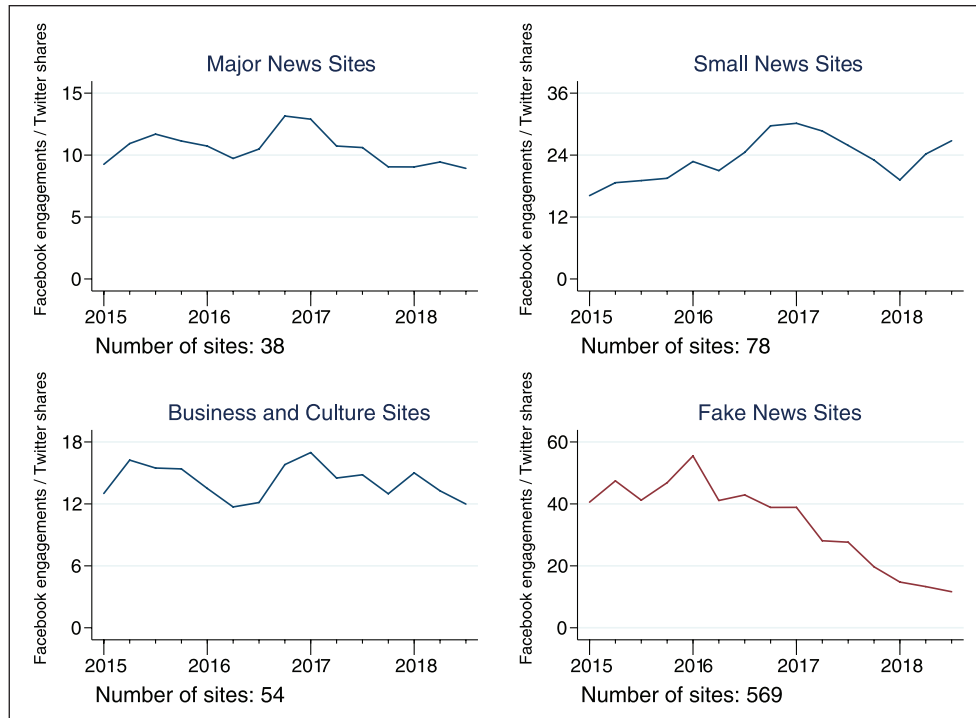 Major News Sites
Facebook engagements / Twitter shares
15
10
5
0
2015
2016
2017
2018
Number of sites: 38
Small News Sites
Facebook engagements / Twitter shares
36
24
12
0
2015
2016
2017
2018
Number of sites: 78
Business and Culture Sites
Facebook engagements / Twitter shares
18
12
6
0
2015
2016
2017
2018
Number of sites: 54
Fake News Sites
Facebook engagements / Twitter shares
60
40
20
0
2015
2016
2017
2018
Number of sites: 569